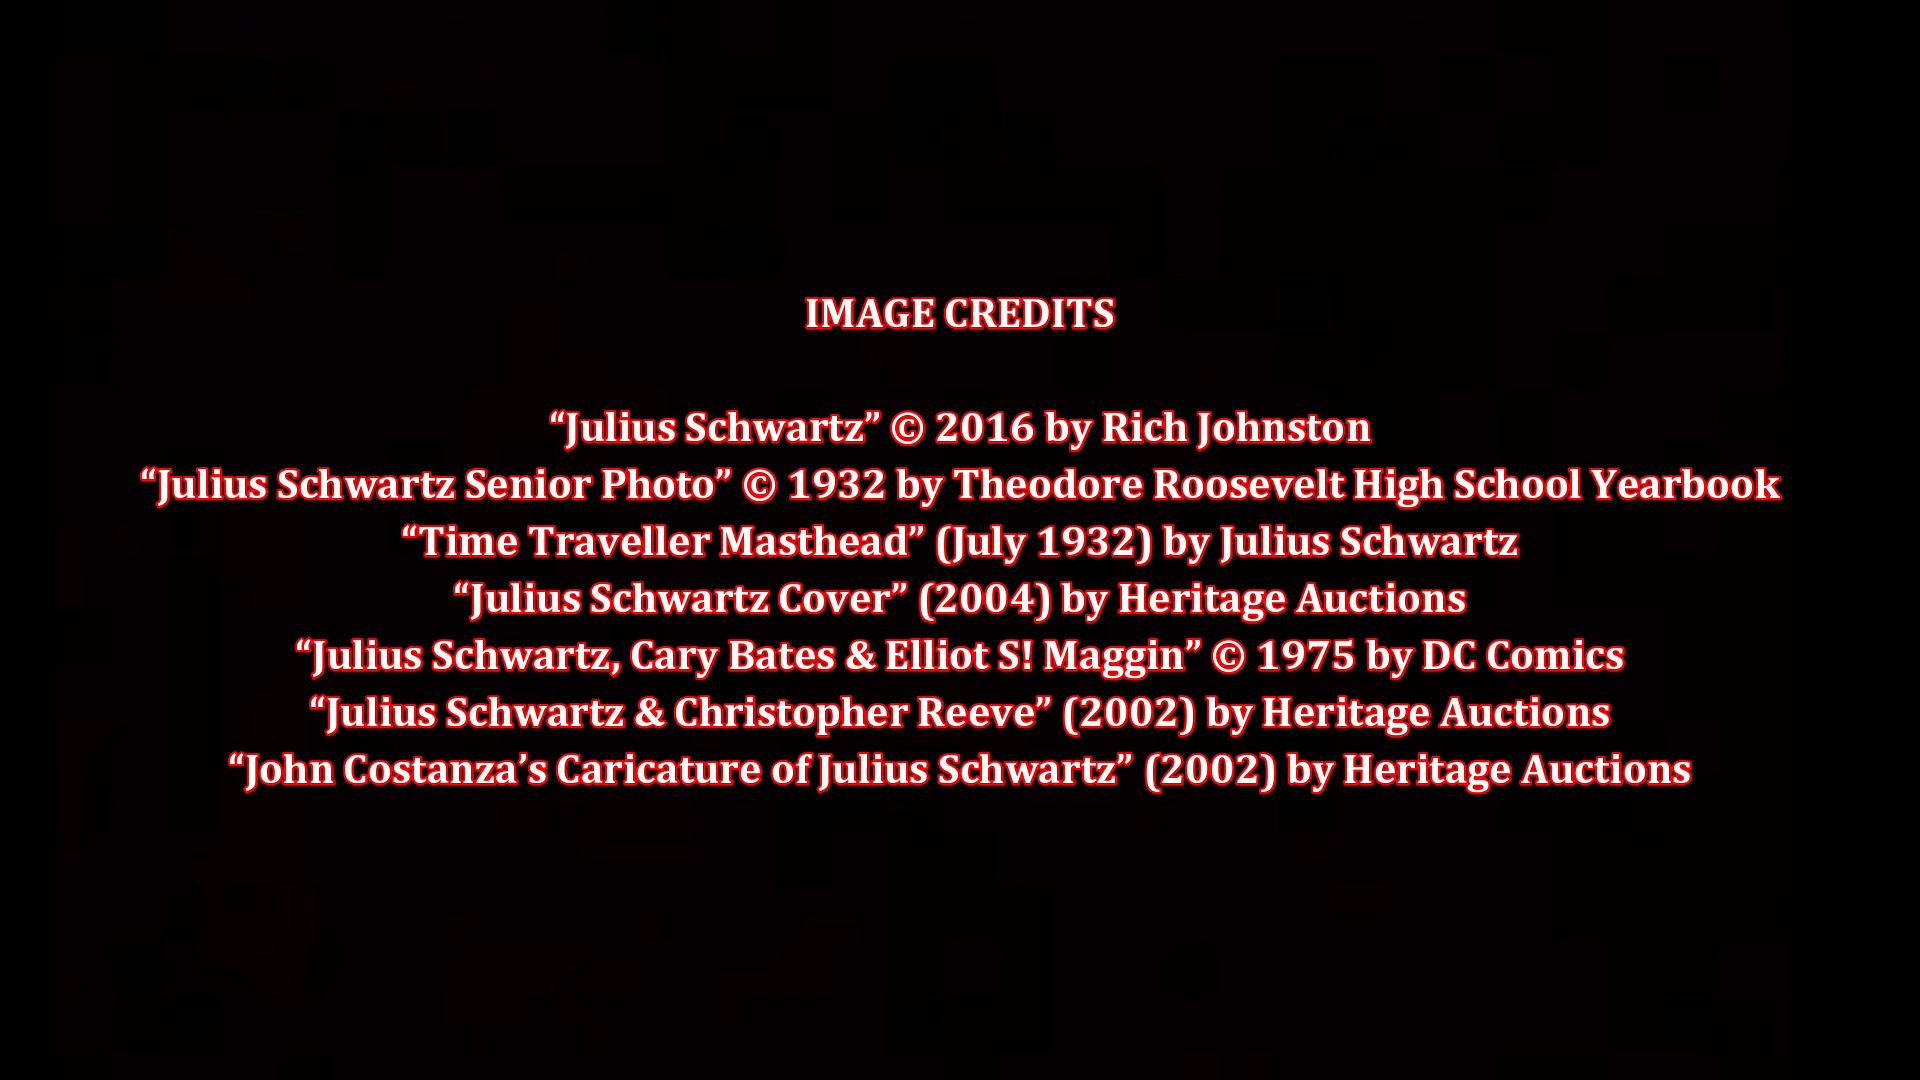 IMAGE CREDITS
“Julius Schwartz” © 2016 by Rich Johnston
“Julius Schwartz Senior Photo” © 1932 by Theodore Roosevelt High School Yearbook
“Time Traveller Masthead” (July 1932) by Julius Schwartz
“Julius Schwartz Cover” (2004) by Heritage Auctions
“Julius Schwartz, Cary Bates & Elliot S! Maggin” © 1975 by DC Comics
“Julius Schwartz & Christopher Reeve” (2002) by Heritage Auctions
“John Costanza’s Caricature of Julius Schwartz” (2002) by Heritage Auctions